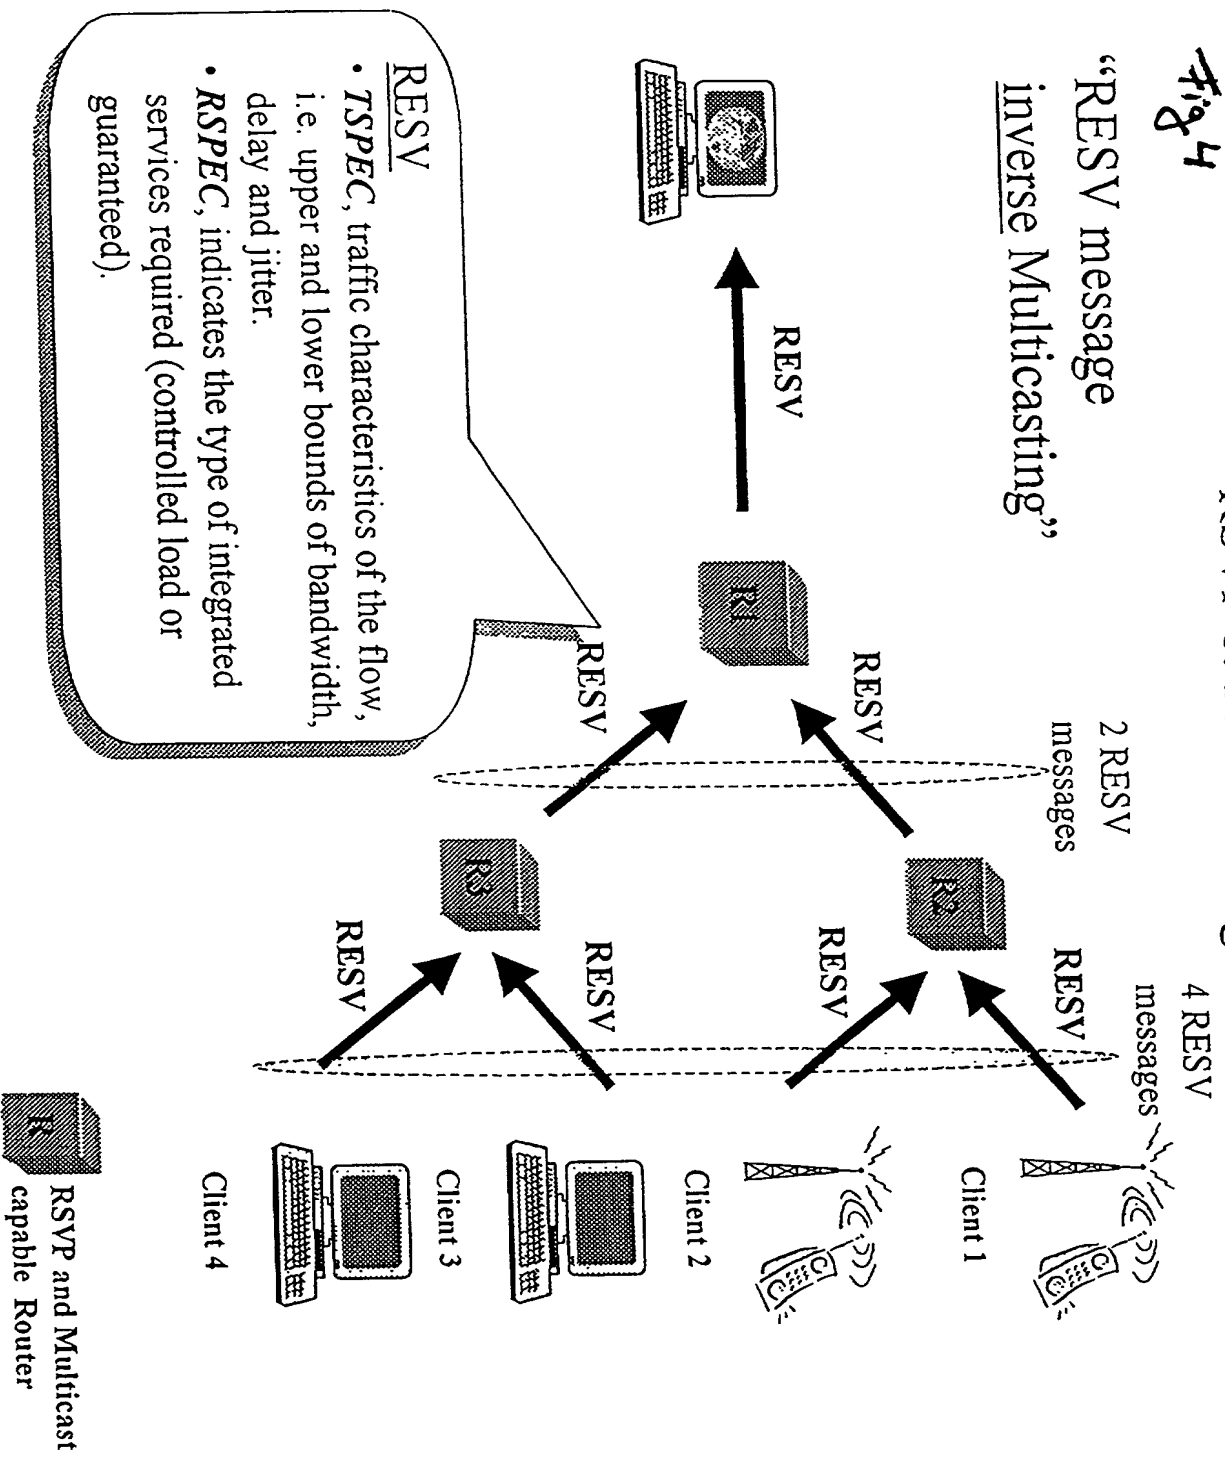 Fig 4
“RESV message
inverse Multicasting”
2 RESV
messages
4 RESV
messages
RESV
R1
RESV
RESV
R2
R3
RESV
RESV
RESV
RESV
Client 1
Client 2
Client 3
Client 4
RESV
• TSPEC, traffic characteristics of the flow,
i.e. upper and lower bounds of bandwidth,
delay and jitter.
• RSPEC, indicates the type of integrated
services required (controlled load or
guaranteed).
R
RSVP and Multicast
capable Router